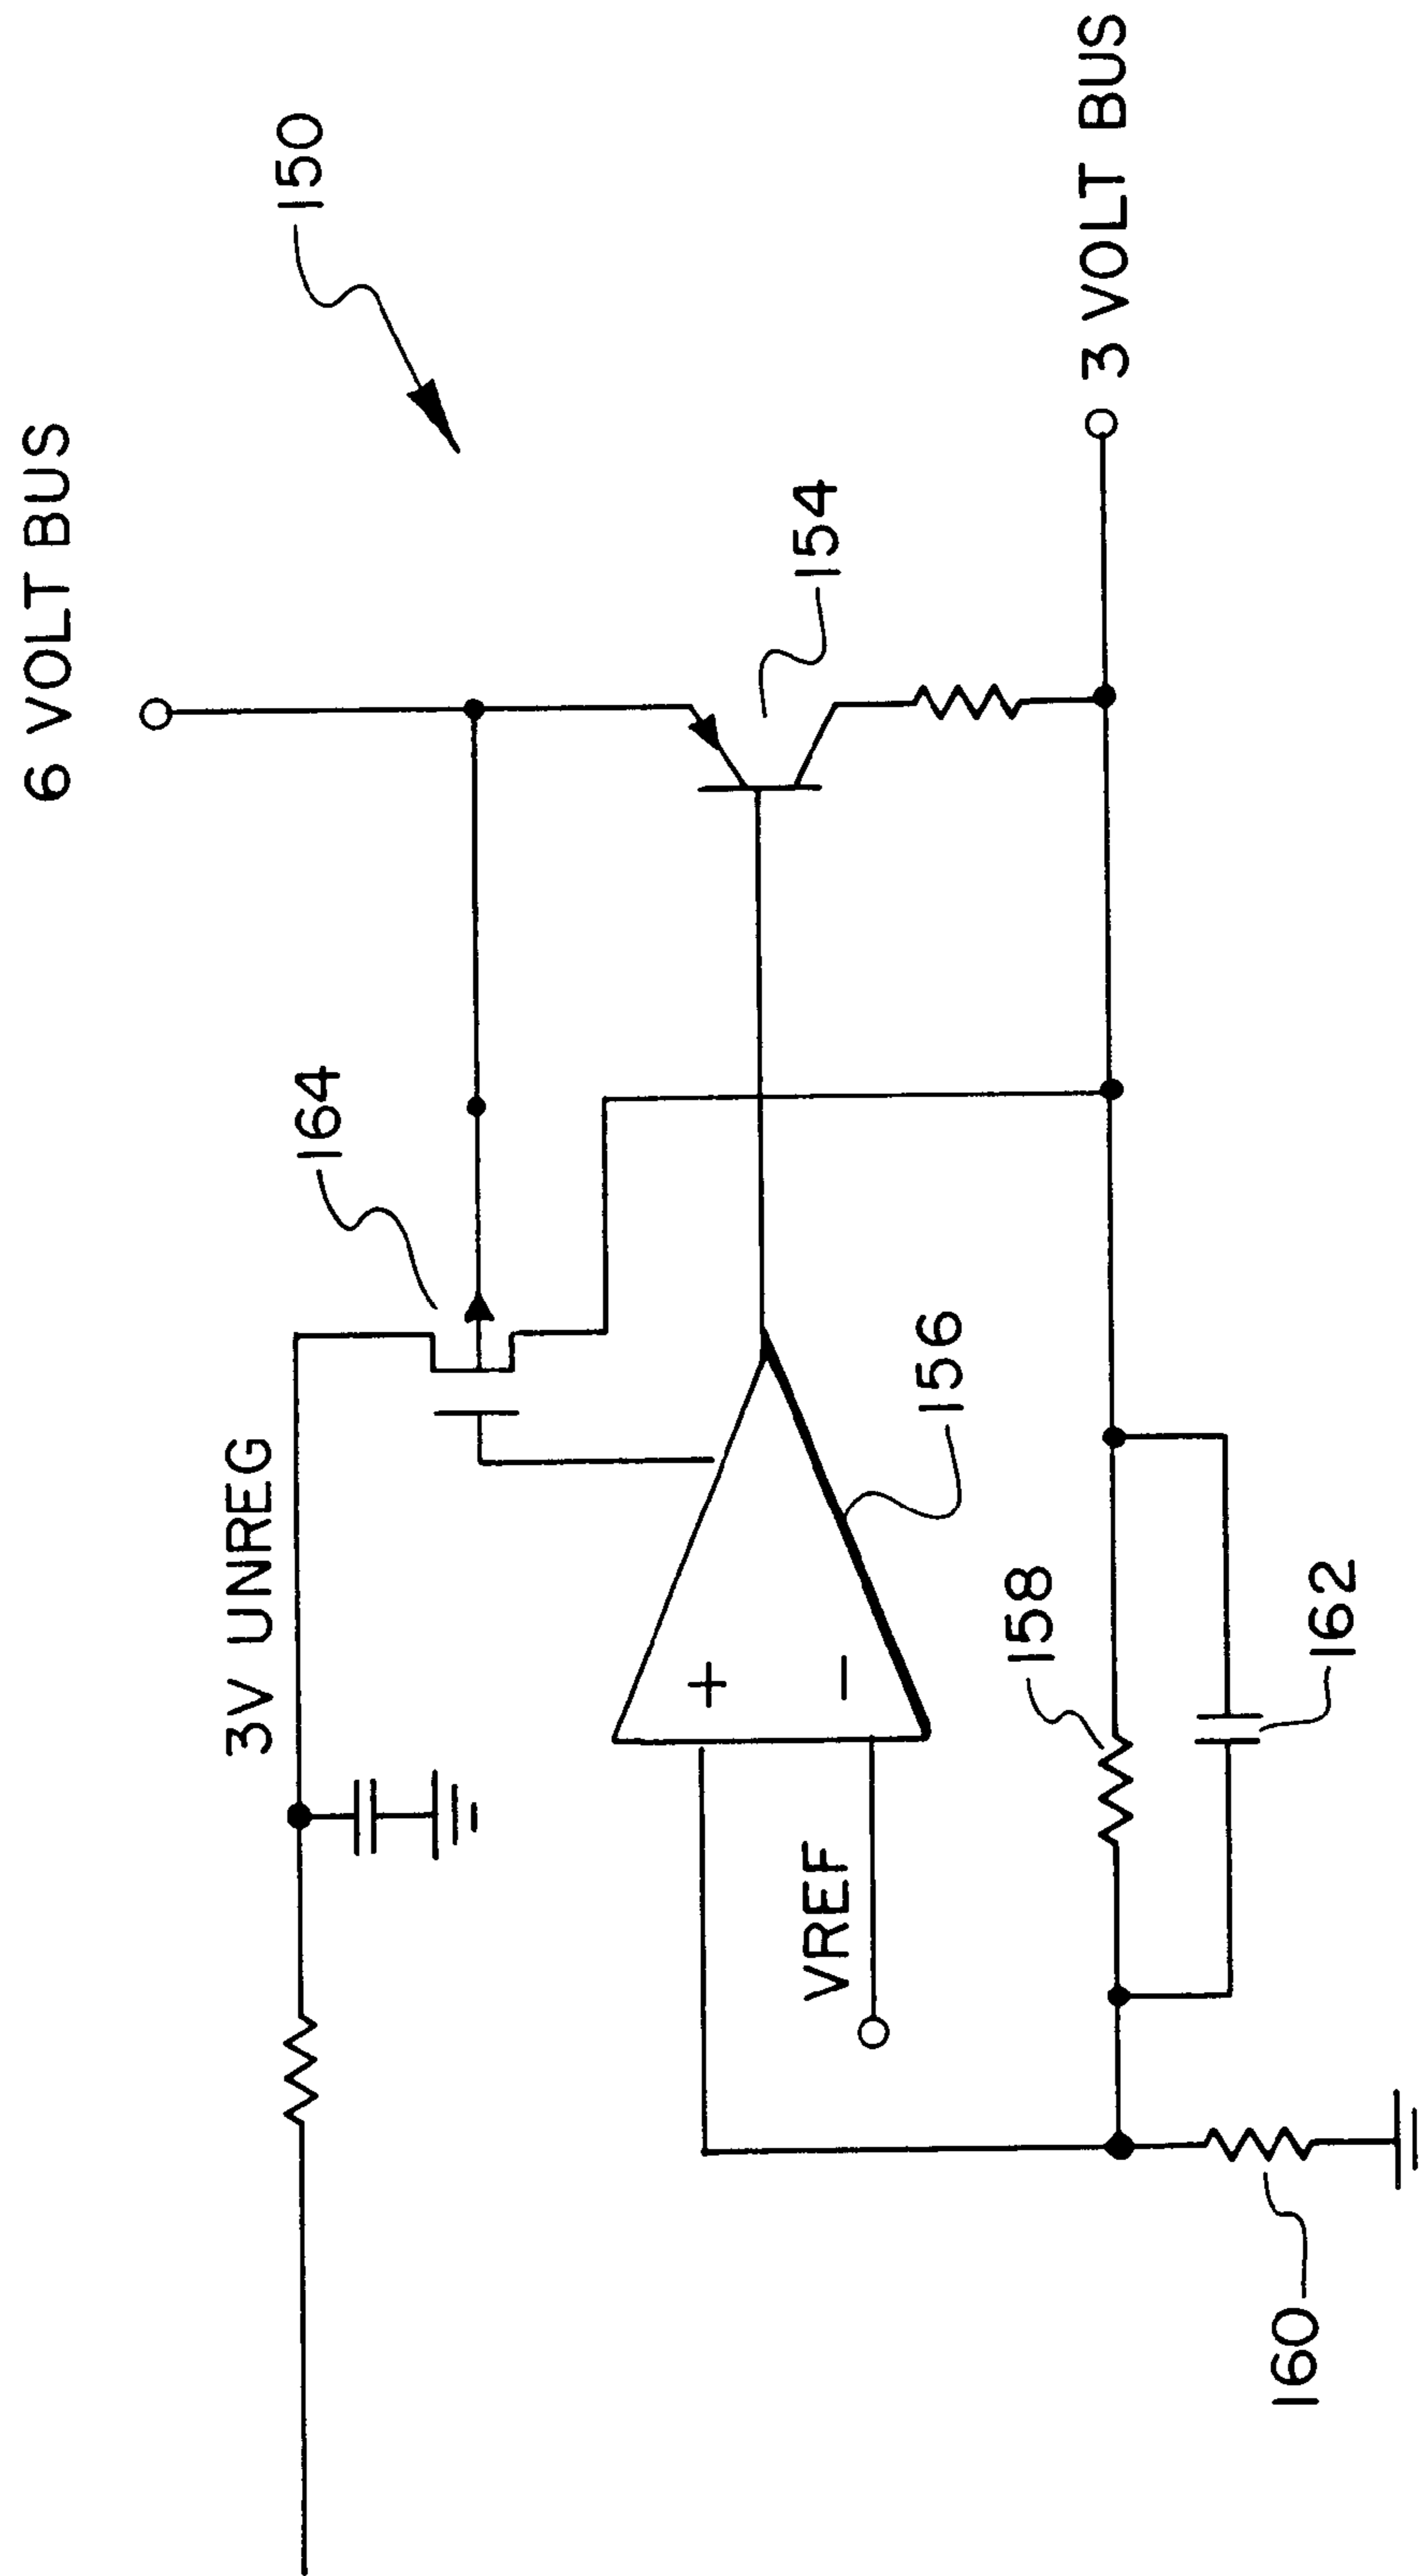 6 VOLT BUS
150
3V UNREG
164
154
3 VOLT BUS
+
−
VREF
156
158
162
160